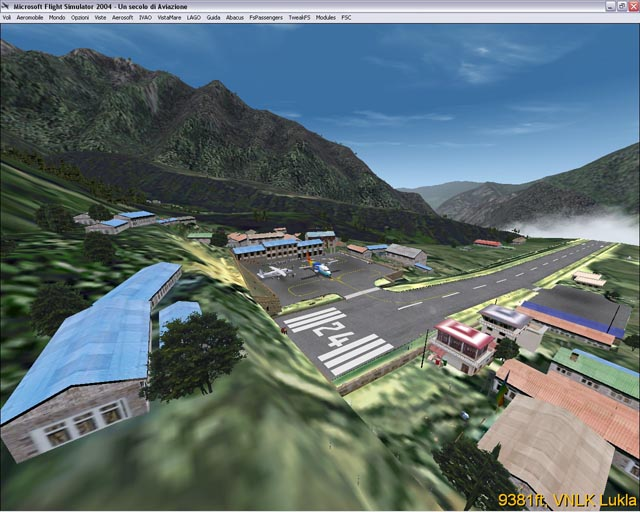 Microsoft Flight Simulator 2004 - Un secolo di Aviazione
Voli Aeromobile Mondo Opzioni Viste Aerosoft IVAO VistaMare LAGO Guida Abacus FsPassengers TweakFS Modules FSC
24
9381ft. VNLK Lukla